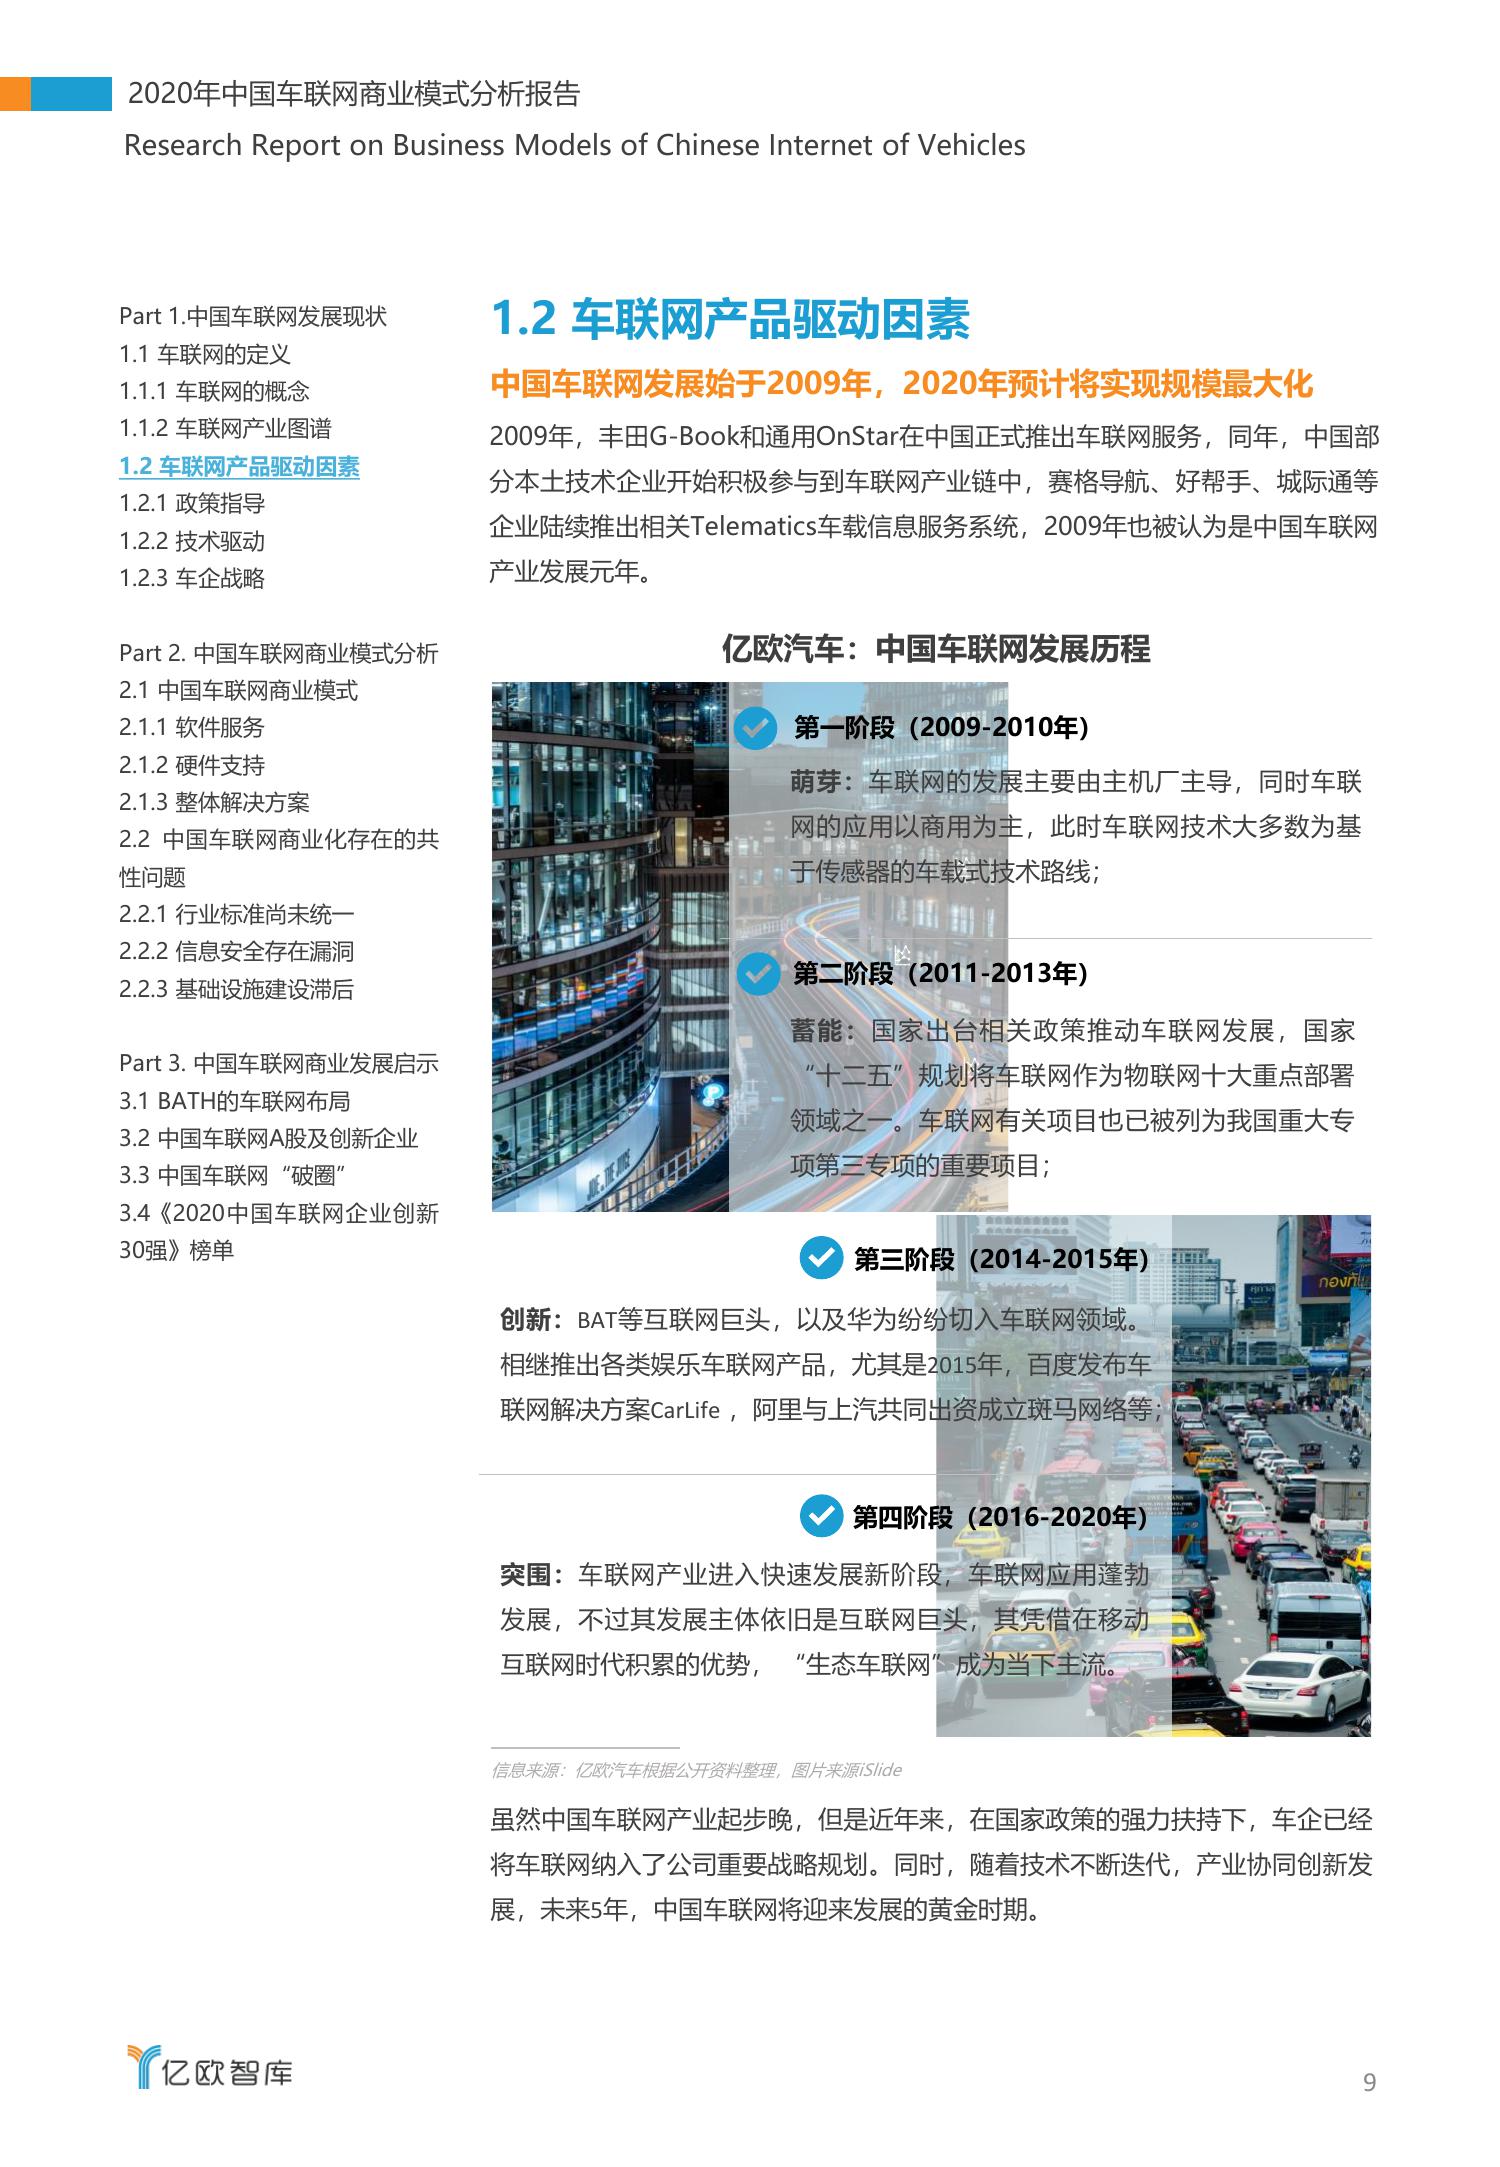 2020年中国车联网商业模式分析报告
Research Report on Business Models of Chinese Internet of Vehicles
Part 1.中国车联网发展现状
1.1 车联网的定义
1.1.1 车联网的概念
1.1.2 车联网产业图谱
1.2 车联网产品驱动因素
1.2.1 政策指导
1.2.2 技术驱动
1.2.3 车企战略
Part 2. 中国车联网商业模式分析
2.1 中国车联网商业模式
2.1.1 软件服务
2.1.2 硬件支持
2.1.3 整体解决方案
2.2 中国车联网商业化存在的共
性问题
2.2.1 行业标准尚未统一
2.2.2 信息安全存在漏洞
2.2.3 基础设施建设滞后
Part 3. 中国车联网商业发展启示
3.1 BATH的车联网布局
3.2 中国车联网A股及创新企业
3.3 中国车联网“破圈”
3.4《2020中国车联网企业创新
30强》榜单
1.2 车联网产品驱动因素
中国车联网发展始于2009年，2020年预计将实现规模最大化
2009年，丰田G-Book和通用OnStar在中国正式推出车联网服务，同年，中国部
分本土技术企业开始积极参与到车联网产业链中，赛格导航、好帮手、城际通等
企业陆续推出相关Telematics车载信息服务系统，2009年也被认为是中国车联网
产业发展元年。
亿欧汽车：中国车联网发展历程
第一阶段（2009-2010年）
萌芽：车联网的发展主要由主机厂主导，同时车联
网的应用以商用为主，此时车联网技术大多数为基
于传感器的车载式技术路线；
第二阶段（2011-2013年）
蓄能：国家出台相关政策推动车联网发展，国家
“十二五”规划将车联网作为物联网十大重点部署
领域之一。车联网有关项目也已被列为我国重大专
项第三专项的重要项目；
第三阶段（2014-2015年）
创新：BAT等互联网巨头，以及华为纷纷切入车联网领域。
相继推出各类娱乐车联网产品，尤其是2015年，百度发布车
联网解决方案CarLife ，阿里与上汽共同出资成立斑马网络等；
第四阶段（2016-2020年）
突围：车联网产业进入快速发展新阶段，车联网应用蓬勃
发展，不过其发展主体依旧是互联网巨头，其凭借在移动
互联网时代积累的优势， “生态车联网”成为当下主流。
信息来源：亿欧汽车根据公开资料整理，图片来源iSlide
虽然中国车联网产业起步晚，但是近年来，在国家政策的强力扶持下，车企已经
将车联网纳入了公司重要战略规划。同时，随着技术不断迭代，产业协同创新发
展，未来5年，中国车联网将迎来发展的黄金时期。
亿欧智库
9